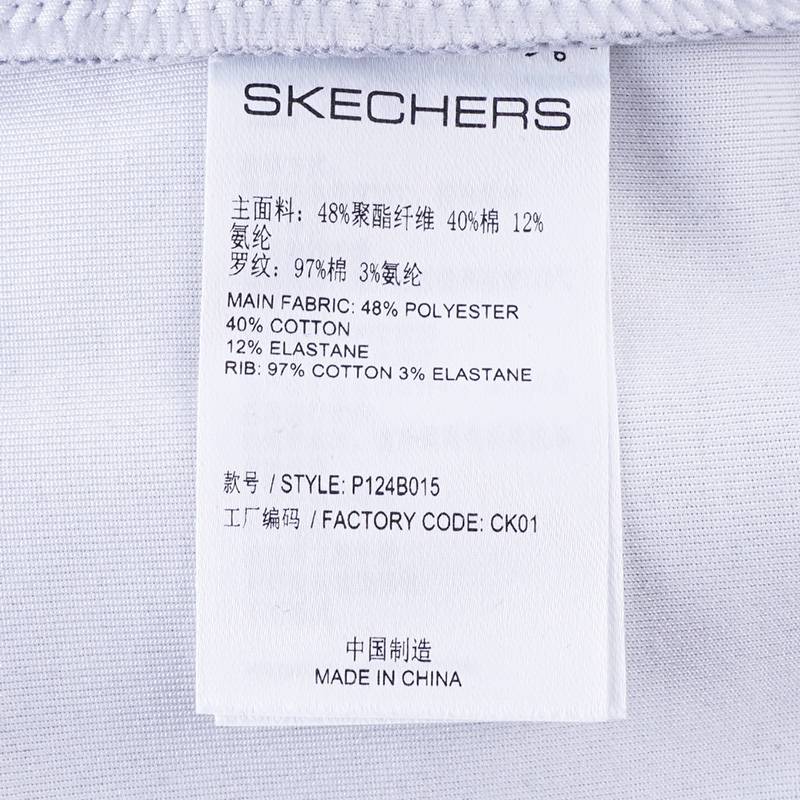 SKECHERS
主面料: 48%聚酯纤维 40%棉 12%
氨纶
罗纹: 97%棉 3%氨纶
MAIN FABRIC: 48% POLYESTER
40% COTTON
12% ELASTANE
RIB: 97% COTTON 3% ELASTANE
款号 / STYLE: P124B015
工厂编码 / FACTORY CODE: CK01
中国制造
MADE IN CHINA